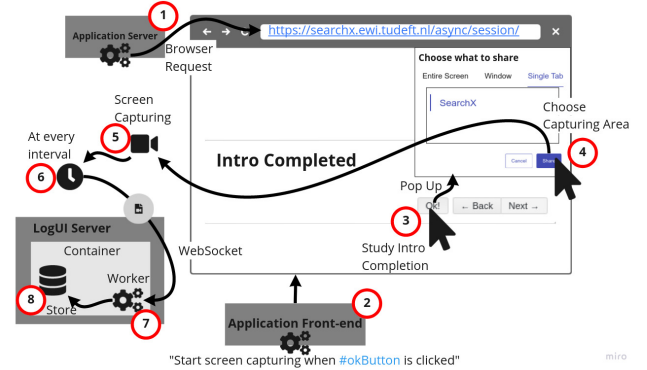 1
Application Server
https://searchx.ewi.tudeft.nl/async/session/
Browser
Request
Choose what to share
Entire Screen Window Single Tab
SearchX
Choose
Capturing Area
Cancel Share
4
Screen
Capturing
5
At every
interval
6
Intro Completed
Pop Up
Ok! ← Back Next →
3
Study Intro
Completion
LogUI Server
Container
WebSocket
Worker
8
Store
7
2
Application Front-end
"Start screen capturing when #okButton is clicked"
miro